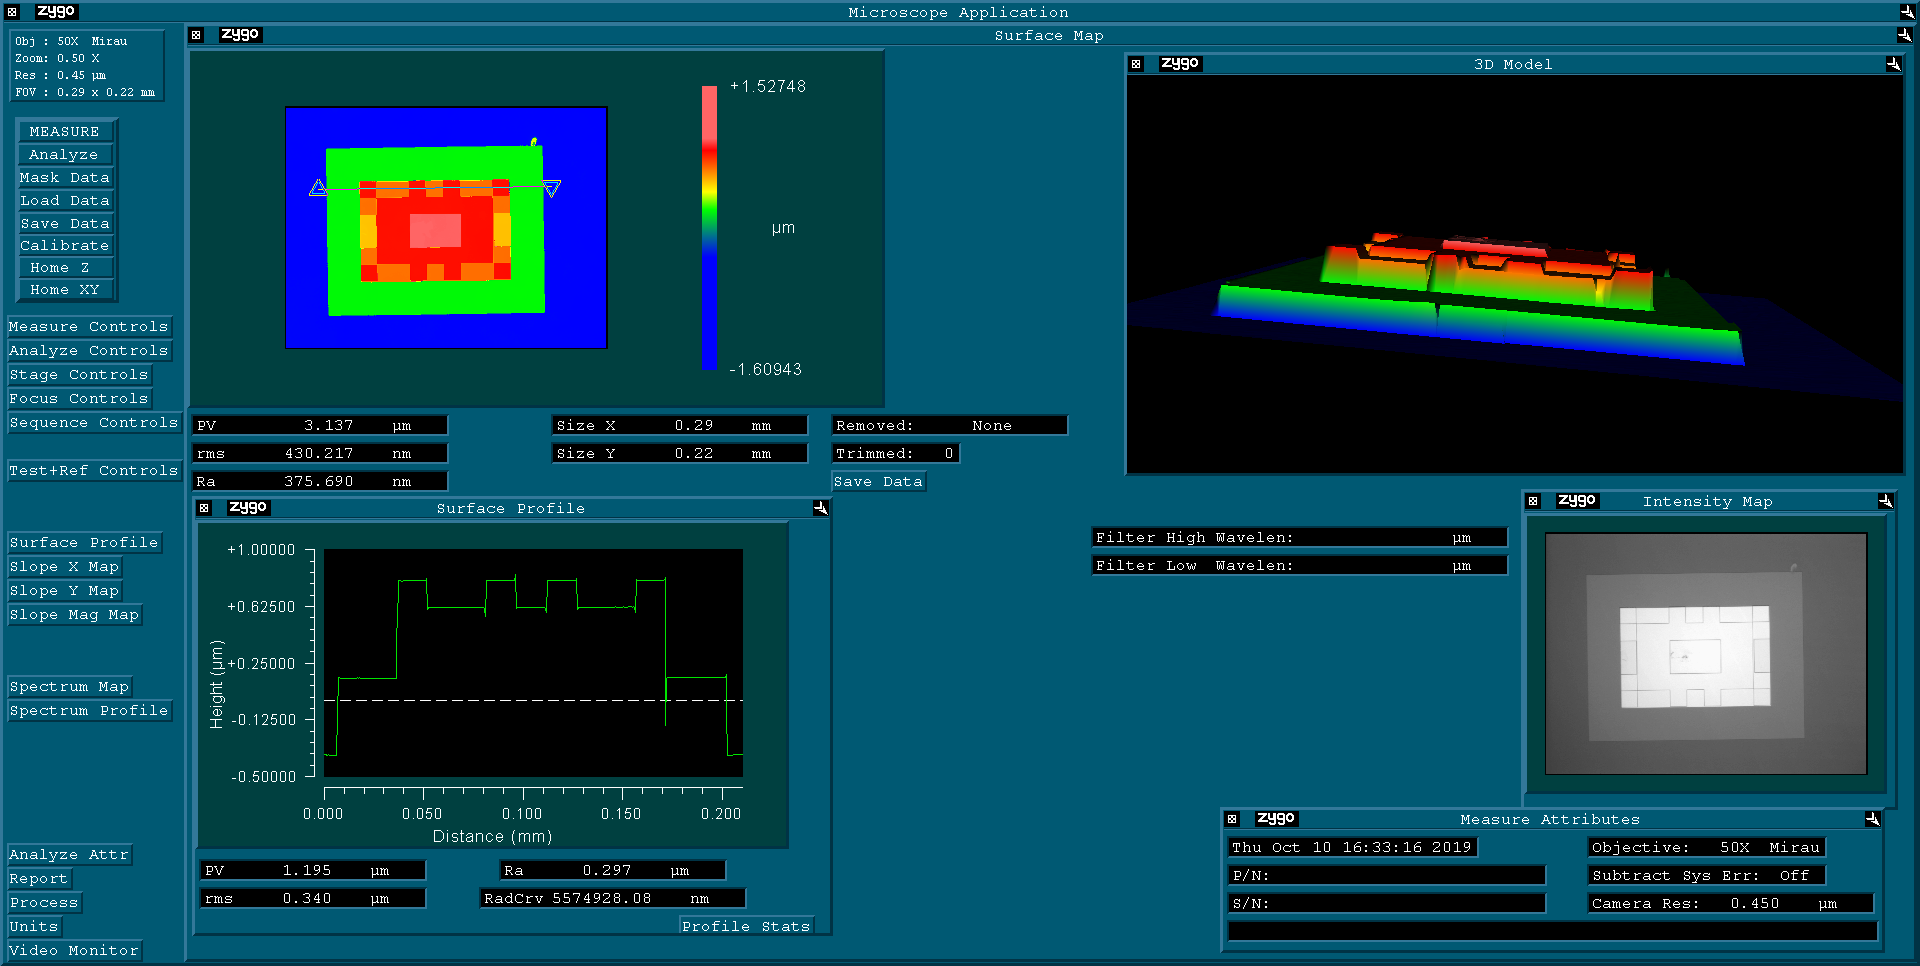 zygo Microscope Application
Obj : 50X Mirau
Zoom: 0.50 X
Res : 0.45 µm
FOV : 0.29 x 0.22 mm
MEASURE
Analyze
Mask Data
Load Data
Save Data
Calibrate
Home Z
Home XY
Measure Controls
Analyze Controls
Stage Controls
Focus Controls
Sequence Controls
Test+Ref Controls
Surface Profile
Slope X Map
Slope Y Map
Slope Mag Map
Spectrum Map
Spectrum Profile
Analyze Attr
Report
Process
Units
Video Monitor
zygo Surface Map
+1.52748
µm
-1.60943
PV 3.137 µm Size X 0.29 mm Removed: None
rms 430.217 nm Size Y 0.22 mm Trimmed: 0
Ra 375.690 nm Save Data
zygo 3D Model
zygo Surface Profile
+1.00000
+0.62500
+0.25000
-0.12500
-0.50000
Height (µm)
0.000 0.050 0.100 0.150 0.200
Distance (mm)
PV 1.195 µm Ra 0.297 µm
rms 0.340 µm RadCrv 5574928.08 nm
Profile Stats
Filter High Wavelen: µm
Filter Low Wavelen: µm
zygo Intensity Map
zygo Measure Attributes
Thu Oct 10 16:33:16 2019 Objective: 50X Mirau
P/N: Subtract Sys Err: Off
S/N: Camera Res: 0.450 µm